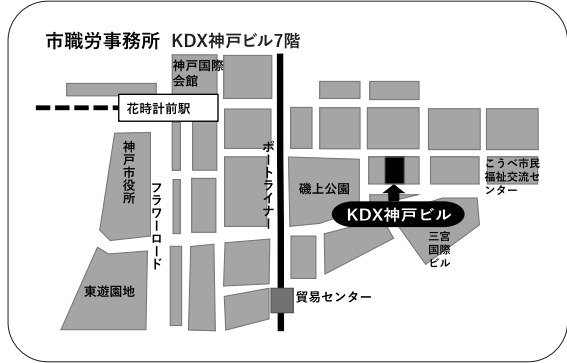 市職労事務所 KDX神戸ビル7階
神戸国際
会館
花時計前駅
神戸市役所
フラワーロード
ポートライナー
磯上公園
こうべ市民
福祉交流セ
ンター
KDX神戸ビル
三宮
国際
ビル
東遊園地
貿易センター